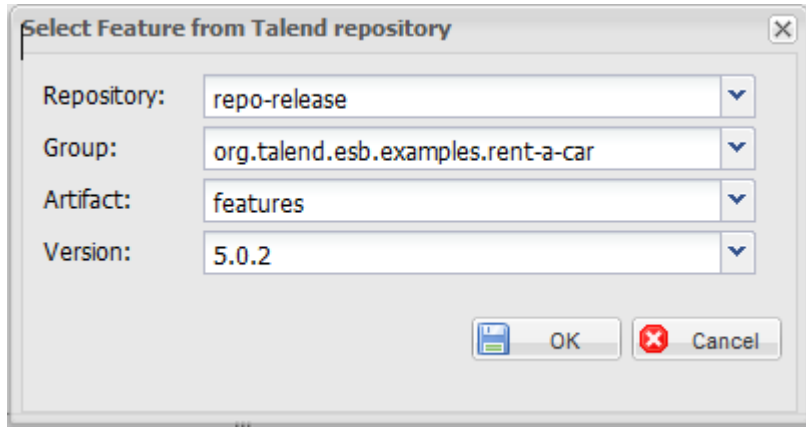 Select Feature from Talend repository
Repository: repo-release
Group: org.talend.esb.examples.rent-a-car
Artifact: features
Version: 5.0.2
OK Cancel